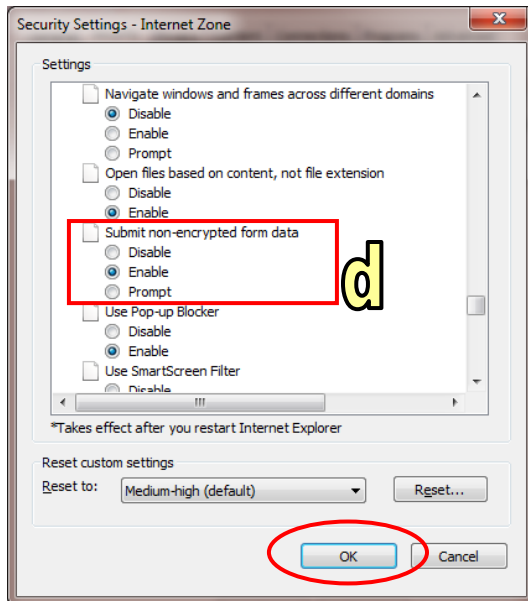 Security Settings - Internet Zone
Settings
Navigate windows and frames across different domains
Disable
Enable
Prompt
Open files based on content, not file extension
Disable
Enable
Submit non-encrypted form data
Disable
Enable
Prompt
d
Use Pop-up Blocker
Disable
Enable
Use SmartScreen Filter
Disable
*Takes effect after you restart Internet Explorer
Reset custom settings
Reset to: Medium-high (default) Reset...
OK Cancel